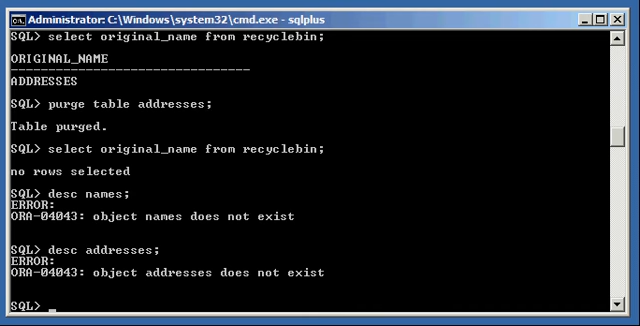 Administrator: C:\Windows\system32\cmd.exe - sqlplus
SQL> select original_name from recyclebin;
ORIGINAL_NAME
--------------------------------
ADDRESSES
SQL> purge table addresses;
Table purged.
SQL> select original_name from recyclebin;
no rows selected
SQL> desc names;
ERROR:
ORA-04043: object names does not exist
SQL> desc addresses;
ERROR:
ORA-04043: object addresses does not exist
SQL> _